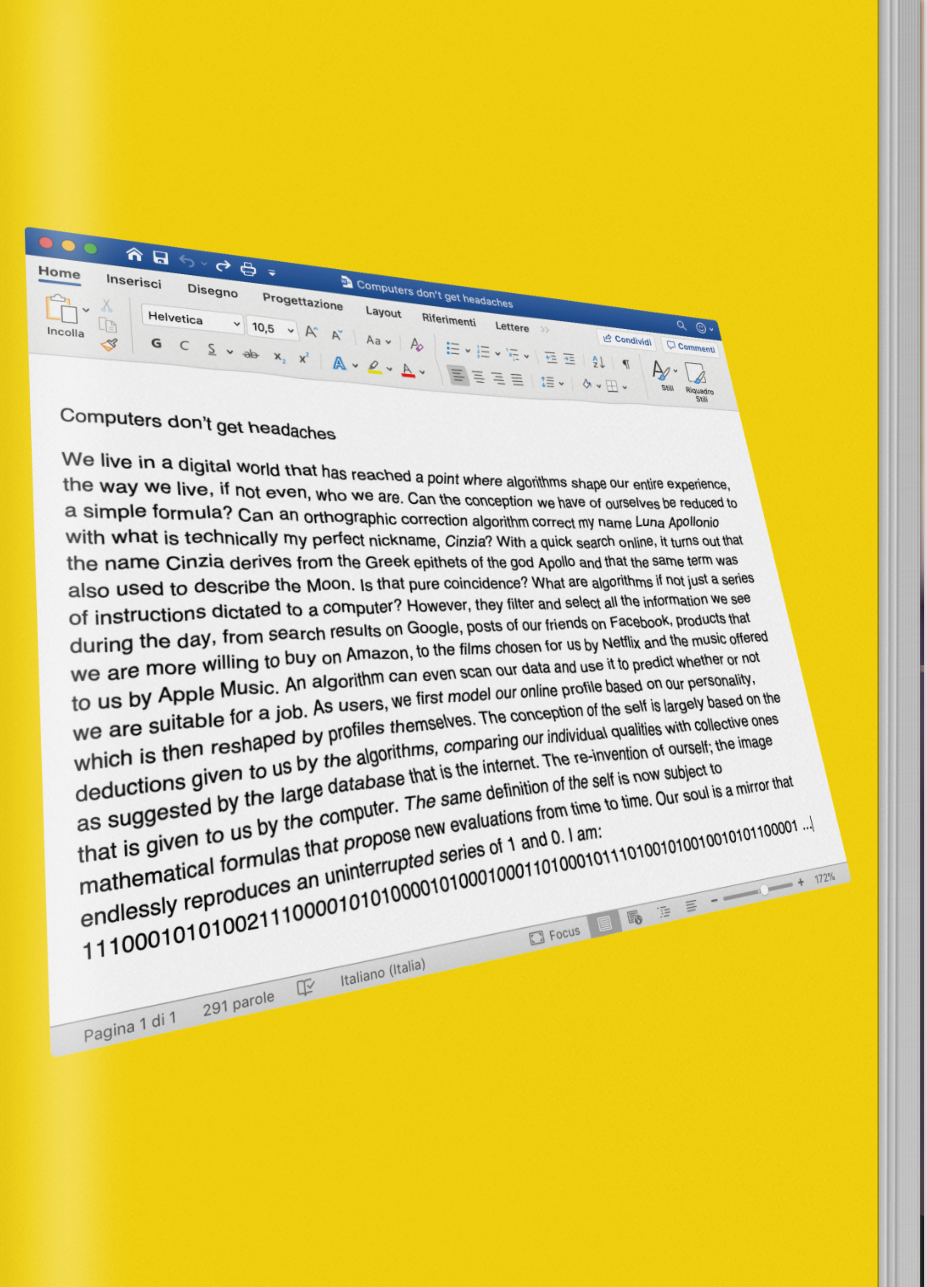 Computers don't get headaches
Home Inserisci Disegno Progettazione Layout Riferimenti Lettere
Condividi Commenti
Incolla Helvetica 10,5 Aa
G C S ab x₂ x² A A
Stili Riquadro
Stili
Computers don't get headaches
We live in a digital world that has reached a point where algorithms shape our entire experience,
the way we live, if not even, who we are. Can the conception we have of ourselves be reduced to
a simple formula? Can an orthographic correction algorithm correct my name Luna Apollonio
with what is technically my perfect nickname, Cinzia? With a quick search online, it turns out that
the name Cinzia derives from the Greek epithets of the god Apollo and that the same term was
also used to describe the Moon. Is that pure coincidence? What are algorithms if not just a series
of instructions dictated to a computer? However, they filter and select all the information we see
during the day, from search results on Google, posts of our friends on Facebook, products that
we are more willing to buy on Amazon, to the films chosen for us by Netflix and the music offered
to us by Apple Music. An algorithm can even scan our data and use it to predict whether or not
we are suitable for a job. As users, we first model our online profile based on our personality,
which is then reshaped by profiles themselves. The conception of the self is largely based on the
deductions given to us by the algorithms, comparing our individual qualities with collective ones
as suggested by the large database that is the internet. The re-invention of ourself; the image
that is given to us by the computer. The same definition of the self is now subject to
mathematical formulas that propose new evaluations from time to time. Our soul is a mirror that
endlessly reproduces an uninterrupted series of 1 and 0. I am:
11100010101010021110000101010000101000100011010001011101001010010010101100001 ...
Pagina 1 di 1 291 parole Italiano (Italia) Focus 172%